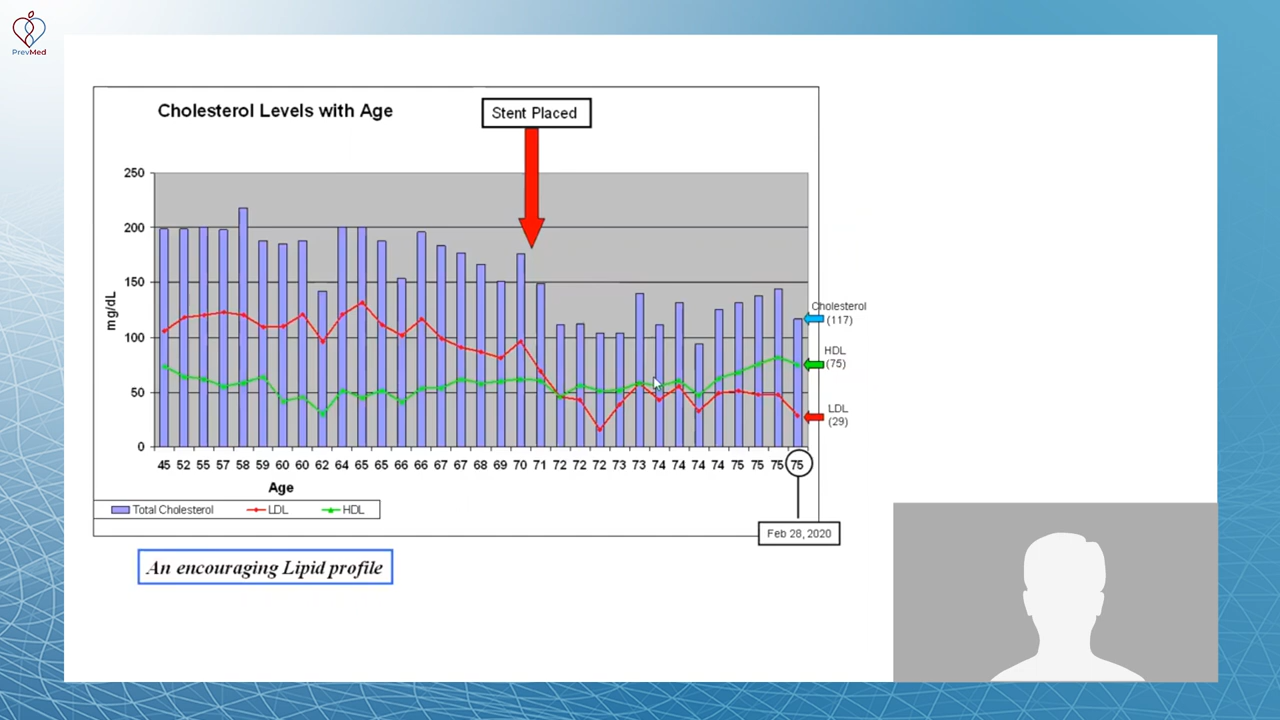 PrevMed
Cholesterol Levels with Age
Stent Placed
250
200
150
100
50
0
mg/dL
Cholesterol
(117)
HDL
(75)
LDL
(29)
45 52 55 57 58 59 60 60 62 64 65 65 66 66 67 67 68 69 70 71 72 72 72 73 73 74 74 74 74 75 75 75 75
Age
Total Cholesterol LDL HDL
Feb 28, 2020
An encouraging Lipid profile